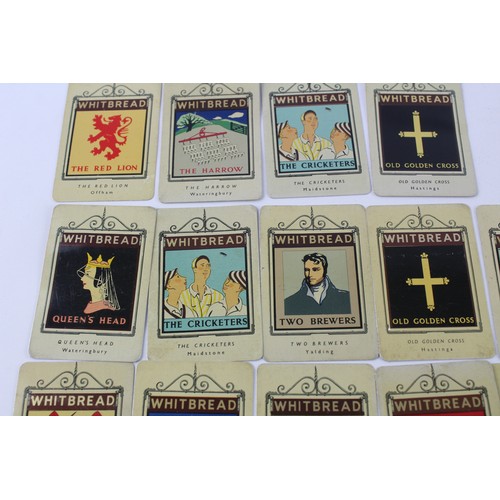 WHITBREAD
THE RED LION
THE RED LION
Offham
WHITBREAD
THE HARROW
THE HARROW
Wateringbury
WHITBREAD
THE CRICKETERS
THE CRICKETERS
Maidstone
WHITBREAD
OLD GOLDEN CROSS
OLD GOLDEN CROSS
Hastings
WHITBREAD
QUEEN'S HEAD
QUEEN'S HEAD
Wateringbury
WHITBREAD
THE CRICKETERS
THE CRICKETERS
Maidstone
WHITBREAD
TWO BREWERS
TWO BREWERS
Yalding
WHITBREAD
OLD GOLDEN CROSS
OLD GOLDEN CROSS
Hastings
WHITBREAD
WHITBREAD
WHITBREAD
WHITBREAD